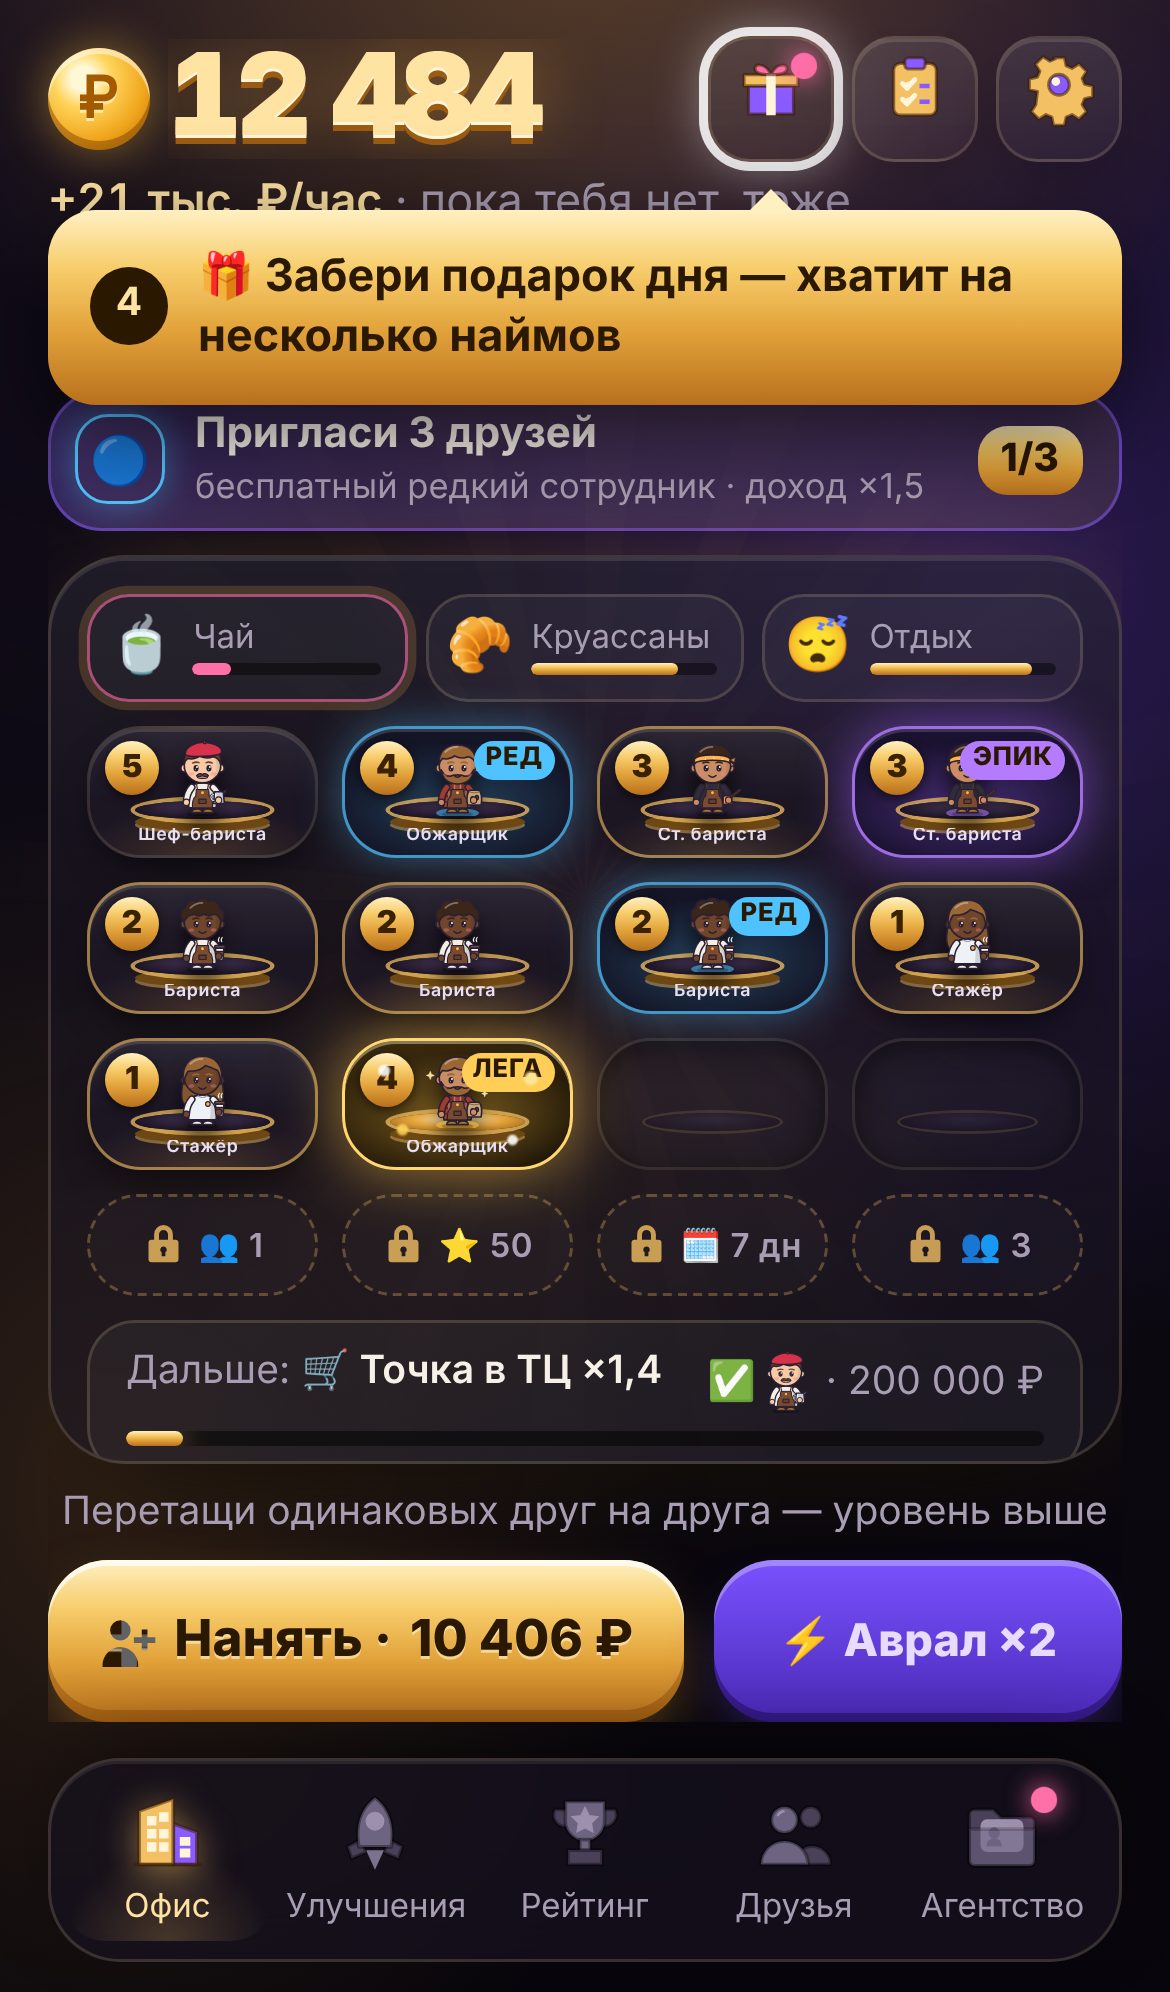 ₽ 12 484
+21 тыс. ₽/час · пока тебя нет, тоже
4
🎁 Забери подарок дня — хватит на
несколько наймов
Пригласи 3 друзей
бесплатный редкий сотрудник · доход ×1,5
1/3
Чай
Круассаны
Отдых
5
Шеф-бариста
4 РЕД
Обжарщик
3
Ст. бариста
3 ЭПИК
Ст. бариста
2
Бариста
2
Бариста
2 РЕД
Бариста
1
Стажёр
1
Стажёр
4 ЛЕГА
Обжарщик
1
50
7 дн
3
Дальше: 🛒 Точка в ТЦ ×1,4
· 200 000 ₽
Перетащи одинаковых друг на друга — уровень выше
Нанять · 10 406 ₽
⚡ Аврал ×2
Офис
Улучшения
Рейтинг
Друзья
Агентство